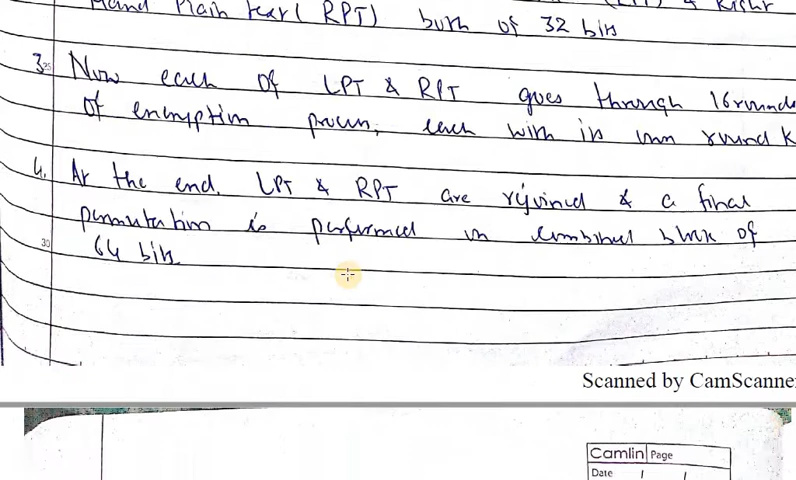 Hand Plain text (RPT) both of 32 bits
3. Now each of LPT & RPT goes through 16 rounds
of encryption process, each with its own round K
4. At the end. LPT & RPT are rejoined & a final
permutation is performed on combined block of
64 bits
Scanned by CamScanne
Camlin Page
Date / /